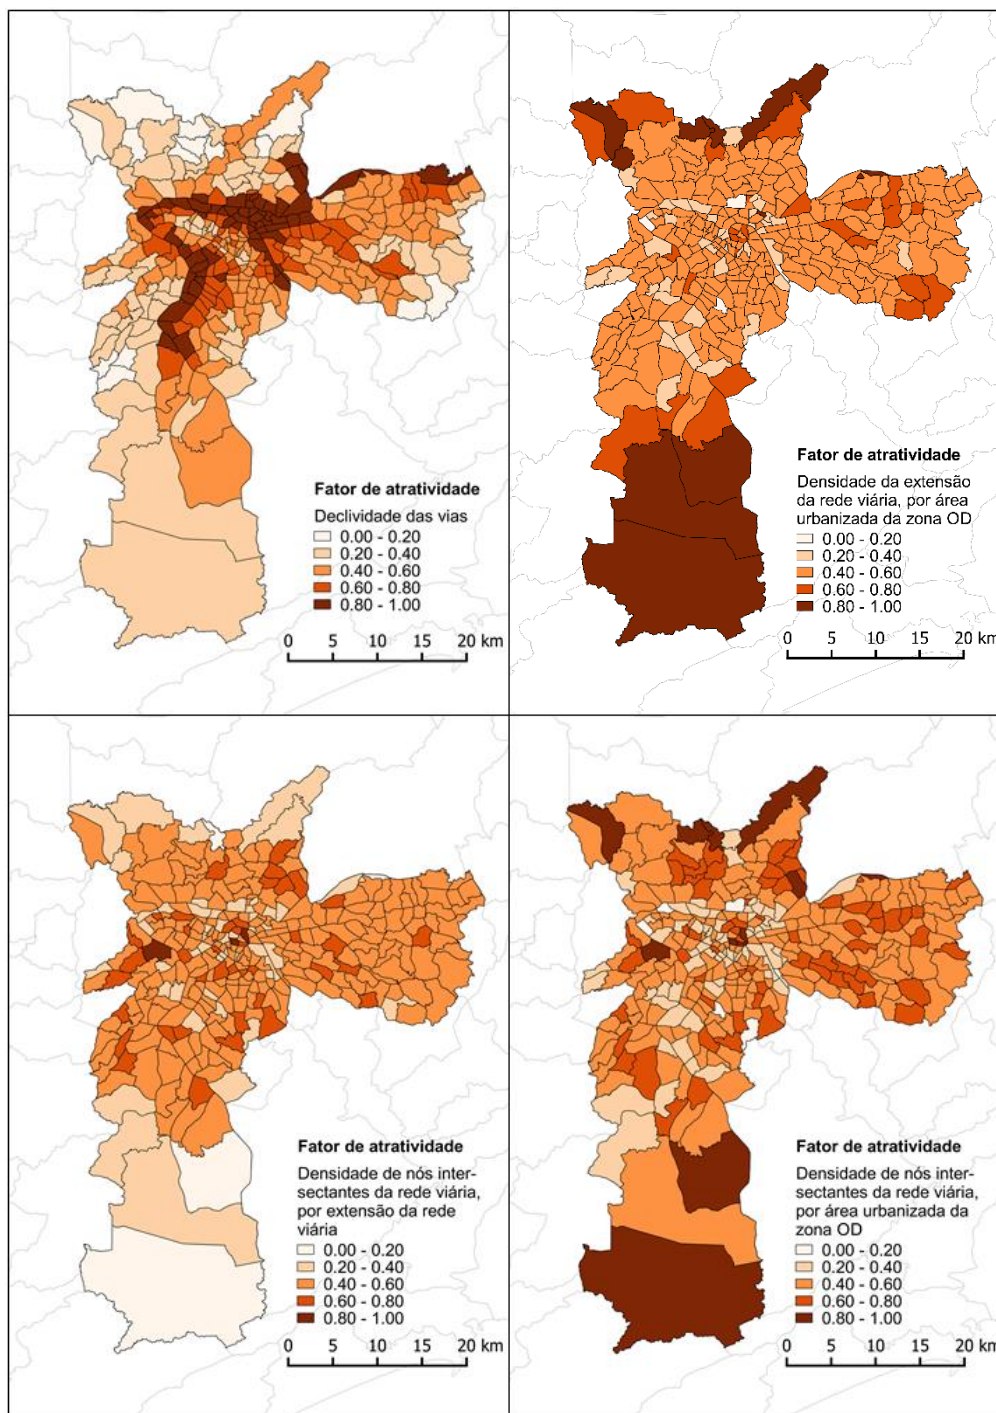 Fator de atratividade
Declividade das vias
0.00 - 0.20
0.20 - 0.40
0.40 - 0.60
0.60 - 0.80
0.80 - 1.00
0 5 10 15 20 km
Fator de atratividade
Densidade da extensão
da rede viária, por área
urbanizada da zona OD
0.00 - 0.20
0.20 - 0.40
0.40 - 0.60
0.60 - 0.80
0.80 - 1.00
0 5 10 15 20 km
Fator de atratividade
Densidade de nós inter-
sectantes da rede viária,
por extensão da rede
viária
0.00 - 0.20
0.20 - 0.40
0.40 - 0.60
0.60 - 0.80
0.80 - 1.00
0 5 10 15 20 km
Fator de atratividade
Densidade de nós inter-
sectantes da rede viária,
por área urbanizada da
zona OD
0.00 - 0.20
0.20 - 0.40
0.40 - 0.60
0.60 - 0.80
0.80 - 1.00
0 5 10 15 20 km